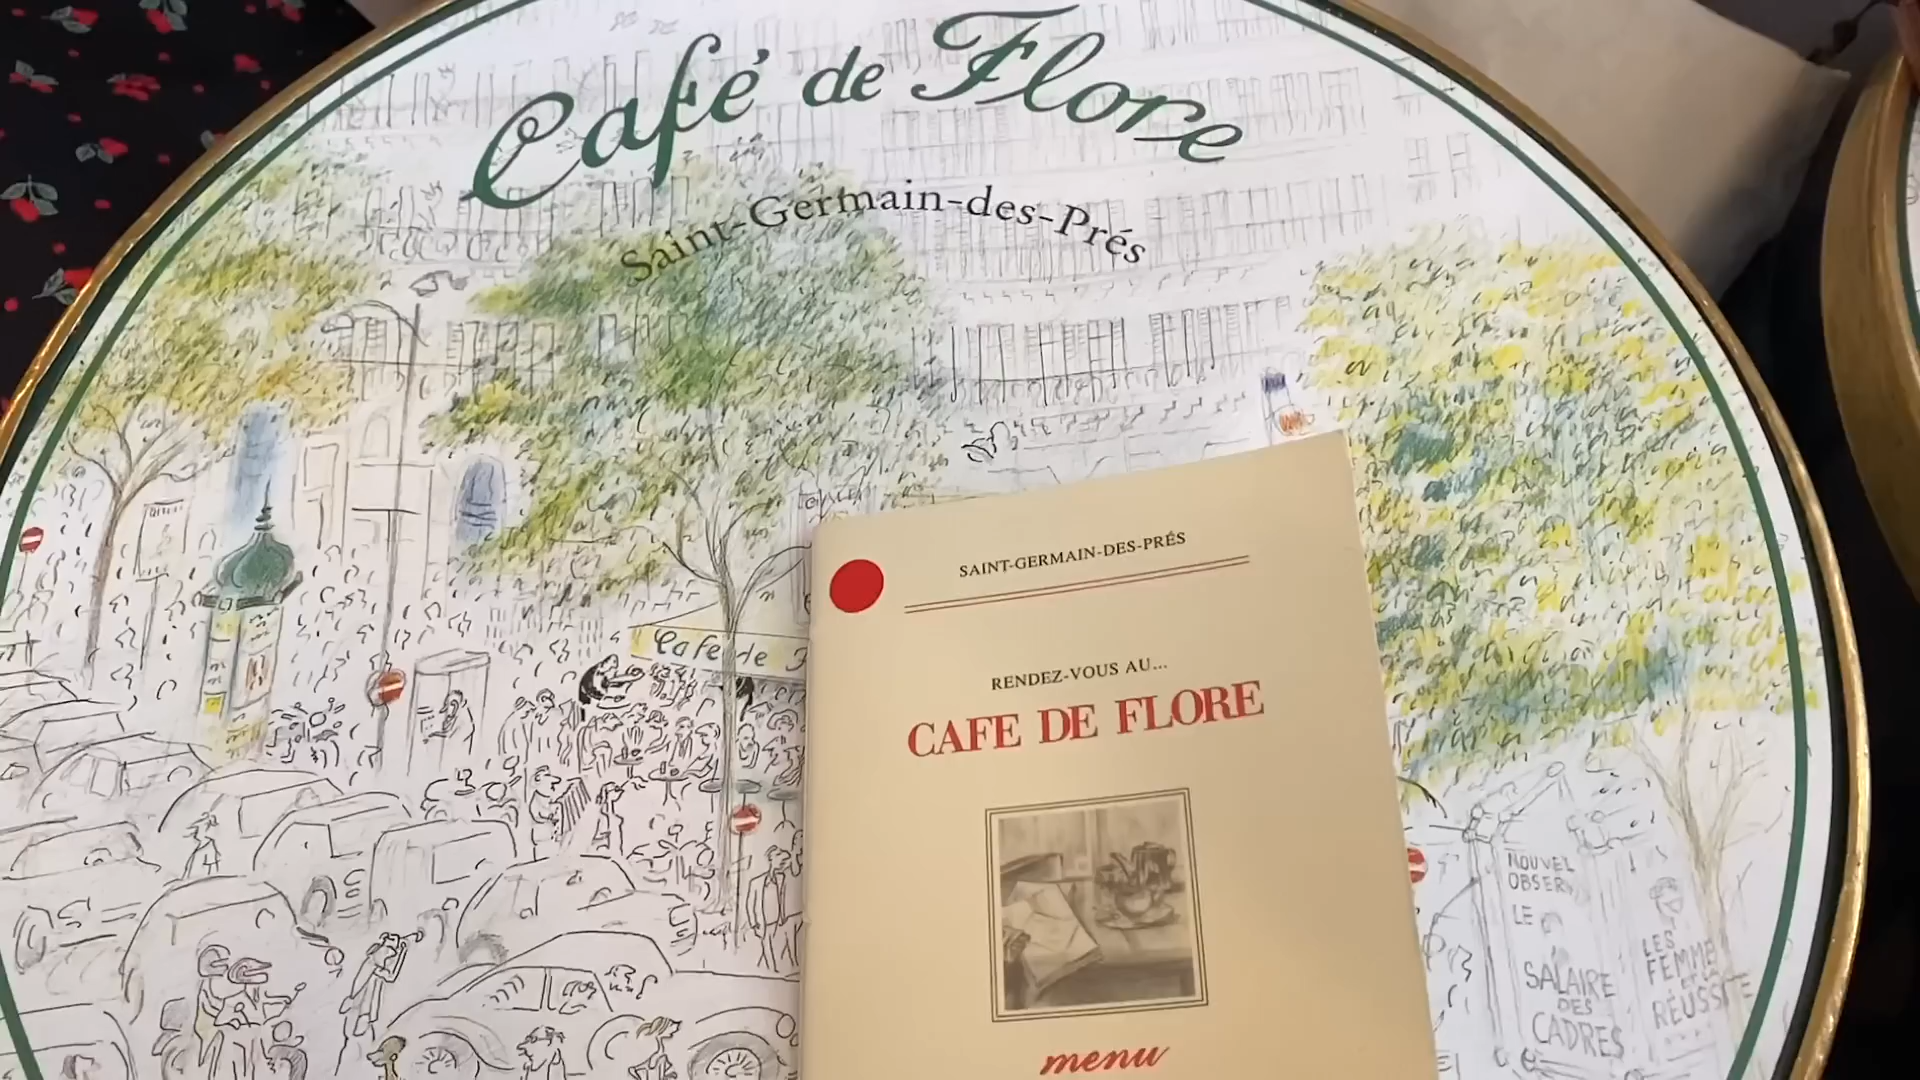 Café de Flore
Saint-Germain-des-Prés
Cafe de F
SAINT-GERMAIN-DES-PRÉS
RENDEZ-VOUS AU...
CAFE DE FLORE
menu
NOUVEL
OBSER
LE
SALAIRE
DES
CADRES
LES
FEMME
RÉUSSITE